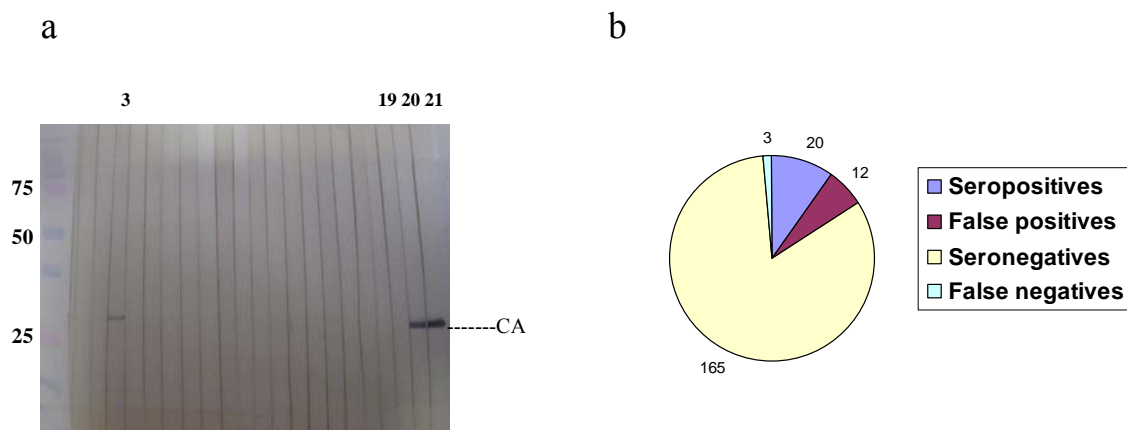 a
b
3
19 20 21
75
50
25
CA
3
20
12
165
Seropositives
False positives
Seronegatives
False negatives